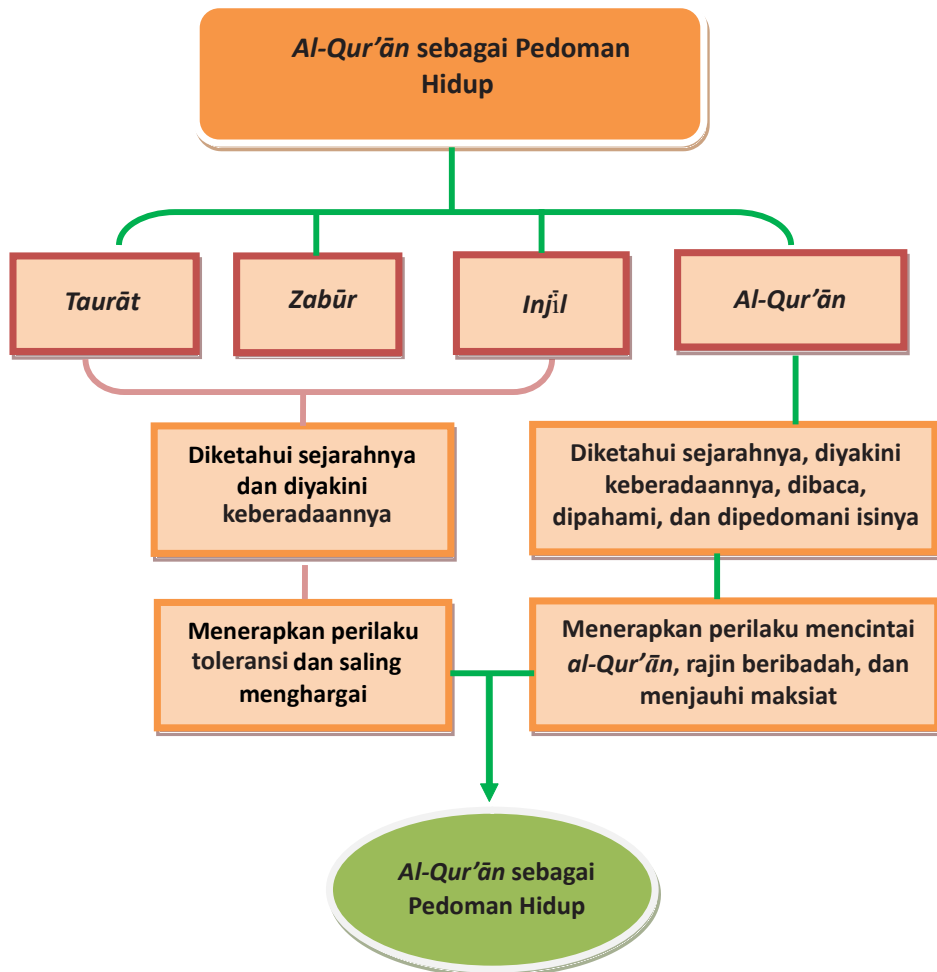 Al-Qur’ān sebagai Pedoman
Hidup
Taurāt
Zabūr
Injīl
Al-Qur’ān
Diketahui sejarahnya
dan diyakini
keberadaannya
Diketahui sejarahnya, diyakini
keberadaannya, dibaca,
dipahami, dan dipedomani isinya
Menerapkan perilaku
toleransi dan saling
menghargai
Menerapkan perilaku mencintai
al-Qur’ān, rajin beribadah, dan
menjauhi maksiat
Al-Qur’ān sebagai
Pedoman Hidup